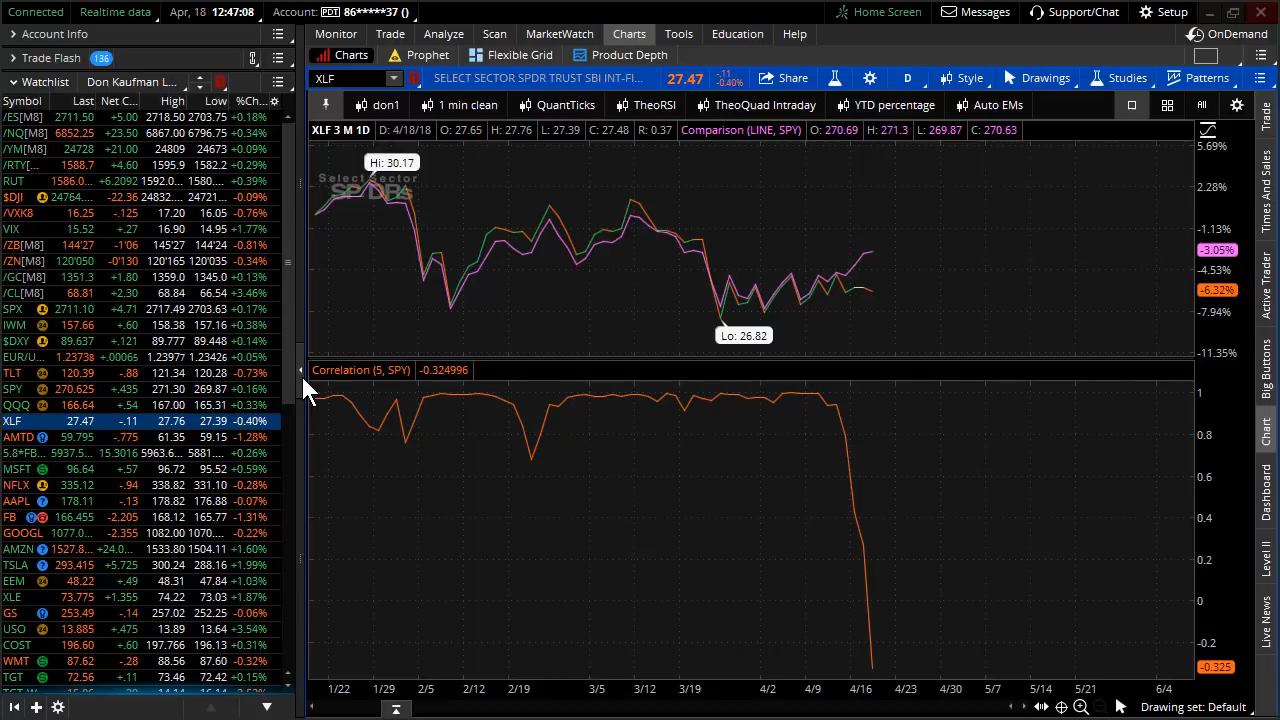 Connected Realtime data Apr, 18 12:47:08 Account: PDT 86*****37 () Home Screen Messages Support/Chat Setup
Account Info
Trade Flash 136
Watchlist Don Kaufman L...
Monitor Trade Analyze Scan MarketWatch Charts Tools Education Help OnDemand
Charts Prophet Flexible Grid Product Depth
XLF SELECT SECTOR SPDR TRUST SBI INT-FI... 27.47 -.11 -0.40% Share D Style Drawings Studies Patterns
don1 1 min clean QuantTicks TheoRSI TheoQuad Intraday YTD percentage Auto EMs All
XLF 3 M 1D D: 4/18/18 O: 27.65 H: 27.76 L: 27.39 C: 27.48 R: 0.37 Comparison (LINE, SPY) O: 270.69 H: 271.3 L: 269.87 C: 270.63
Symbol Last Net C... High Low %Ch...
/ES[M8] 2711.50 +5.00 2718.50 2703.75 +0.18%
/NQ[M8] 6852.25 +23.50 6867.00 6796.75 +0.34%
/YM[M8] 24728 +21.00 24809 24673 +0.09%
/RTY[... 1588.7 +4.60 1595.9 1582.2 +0.29%
RUT 1586.0... +6.2092 1592.0... 1580.... +0.39%
$DJI 24764.... -22.36 24832.... 24721... -0.09%
/VXK8 16.25 -.125 17.20 16.05 -0.76%
VIX 15.52 +.27 16.90 14.95 +1.77%
/ZB[M8] 144'27 -1'06 145'27 144'27 -0.81%
/ZN[M8] 120'050 -0'130 120'165 120'035 -0.34%
/GC[M8] 1351.3 +1.80 1359.0 1345.0 +0.13%
/CL[M8] 68.81 +2.30 68.84 66.54 +3.46%
SPX 2711.10 +4.71 2717.49 2703.63 +0.17%
IWM 157.66 +.60 158.38 157.16 +0.38%
$DXY 89.637 +.121 89.777 89.448 +0.14%
EUR/U... 1.23738 +.00065 1.23977 1.23426 +0.05%
TLT 120.39 -.88 121.34 120.28 -0.73%
SPY 270.625 +.435 271.30 269.87 +0.16%
QQQ 166.64 +.54 167.00 165.31 +0.33%
XLF 27.47 -.11 27.76 27.39 -0.40%
AMTD 59.795 -.775 61.35 59.15 -1.28%
5.8*FB... 5937.5... 15.3016 5963.6... 5881.... +0.26%
MSFT 96.64 +.57 96.72 95.52 +0.59%
NFLX 335.12 -.94 338.82 331.10 -0.28%
AAPL 178.11 -.13 178.82 176.88 -0.07%
FB 166.455 -2.205 168.12 165.77 -1.31%
GOOGL 1077.0... -2.355 1082.00 1070.... -0.22%
AMZN 1527.8... +24.0... 1533.80 1504.11 +1.60%
TSLA 293.415 +5.725 300.24 288.16 +1.99%
EEM 48.22 +.49 48.31 47.84 +1.03%
XLE 73.775 +1.35 74.22 73.03 +1.87%
GS 253.49 -.14 257.02 252.25 -0.06%
USO 13.885 +.475 13.89 13.64 +3.54%
COST 196.60 +.60 197.766 196.13 +0.31%
WMT 87.62 -.28 88.56 87.60 -0.32%
TGT 72.56 +.11 73.42 72.42 +0.15%
Hi: 30.17
Select Sector
SPDRs
Lo: 26.82
5.69%
2.28%
-1.13%
-3.05%
-4.53%
-6.32%
-7.94%
-11.35%
Correlation (5, SPY) -0.324996
1
0.8
0.6
0.4
0.2
0
-0.2
-0.325
1/22 1/29 2/5 2/12 2/19 3/5 3/12 3/19 4/2 4/9 4/16 4/23 4/30 5/7 5/14 5/21 6/4
Drawing set: Default
Trade
Times And Sales
Active Trader
Big Buttons
Chart
Dashboard
Level II
Live News